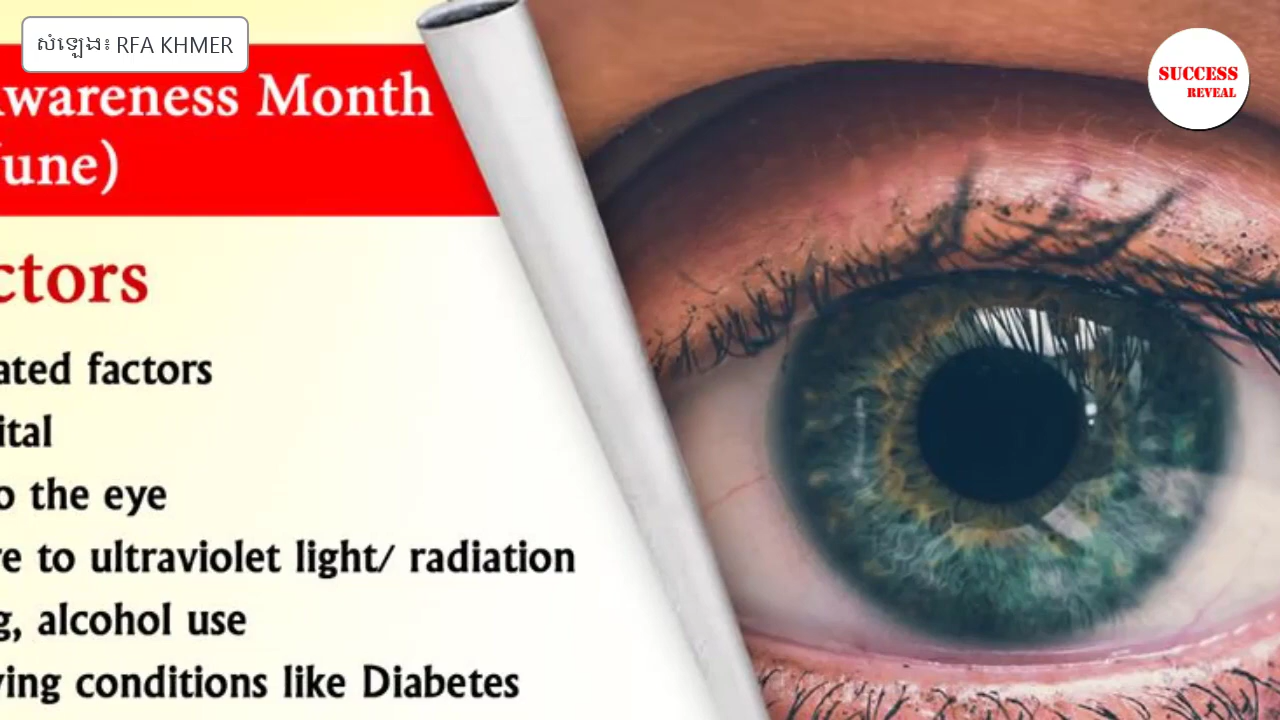 សំឡេង៖ RFA KHMER
SUCCESS
REVEAL
Awareness Month
June)
ctors
ated factors
ital
o the eye
re to ultraviolet light/ radiation
g, alcohol use
ying conditions like Diabetes